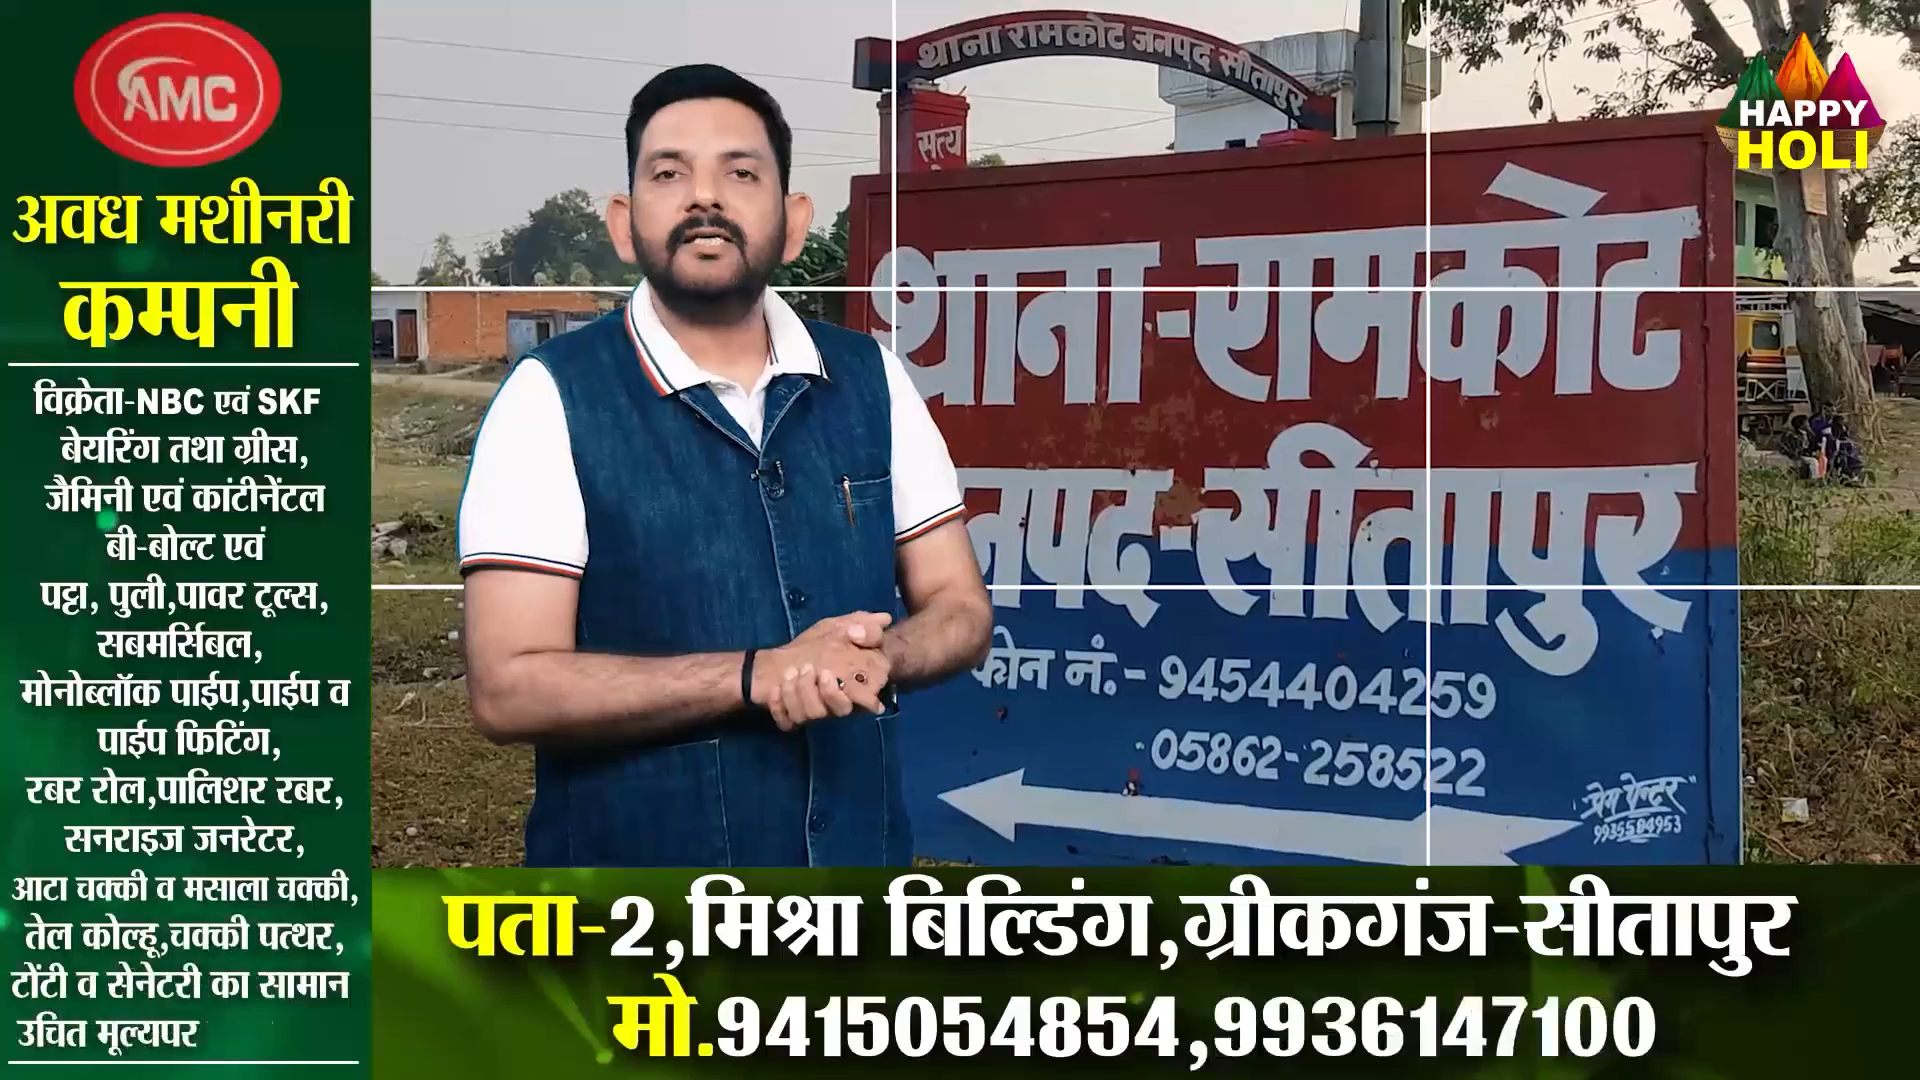 AMC
अवध मशीनरी
कम्पनी
विक्रेता-NBC एवं SKF
बेयरिंग तथा ग्रीस,
जैमिनी एवं कांटीनेंटल
बी-बोल्ट एवं
पट्टा, पुली,पावर टूल्स,
सबमर्सिबल,
मोनोब्लॉक पाईप,पाईप व
पाईप फिटिंग,
रबर रोल,पालिशर रबर,
सनराइज जनरेटर,
आटा चक्की व मसाला चक्की,
तेल कोल्हू,चक्की पत्थर,
टोंटी व सेनेटरी का सामान
उचित मूल्यपर
थाना रामकोट जनपद सीतापुर
सत्य
HAPPY
HOLI
थाना-रामकोट
नपद-सीतापुर
फोन नं.- 9454404259
05862-258522
प्रेम पेन्टर
9935584953
पता-2,मिश्रा बिल्डिंग,ग्रीकगंज-सीतापुर
मो.9415054854,9936147100